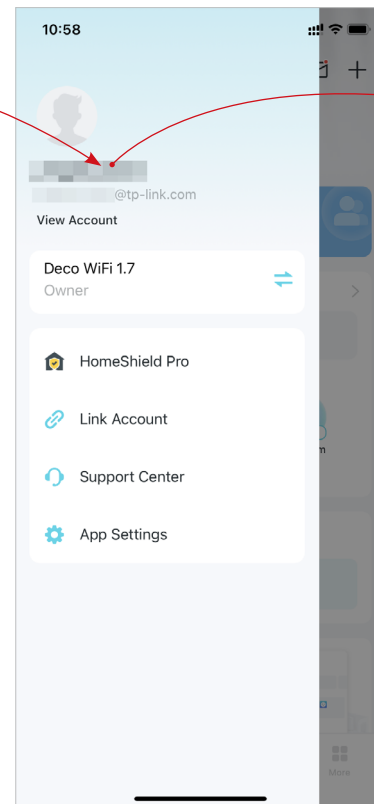 10:58
@tp-link.com
View Account
Deco WiFi 1.7
Owner
HomeShield Pro
Link Account
Support Center
App Settings
m
More